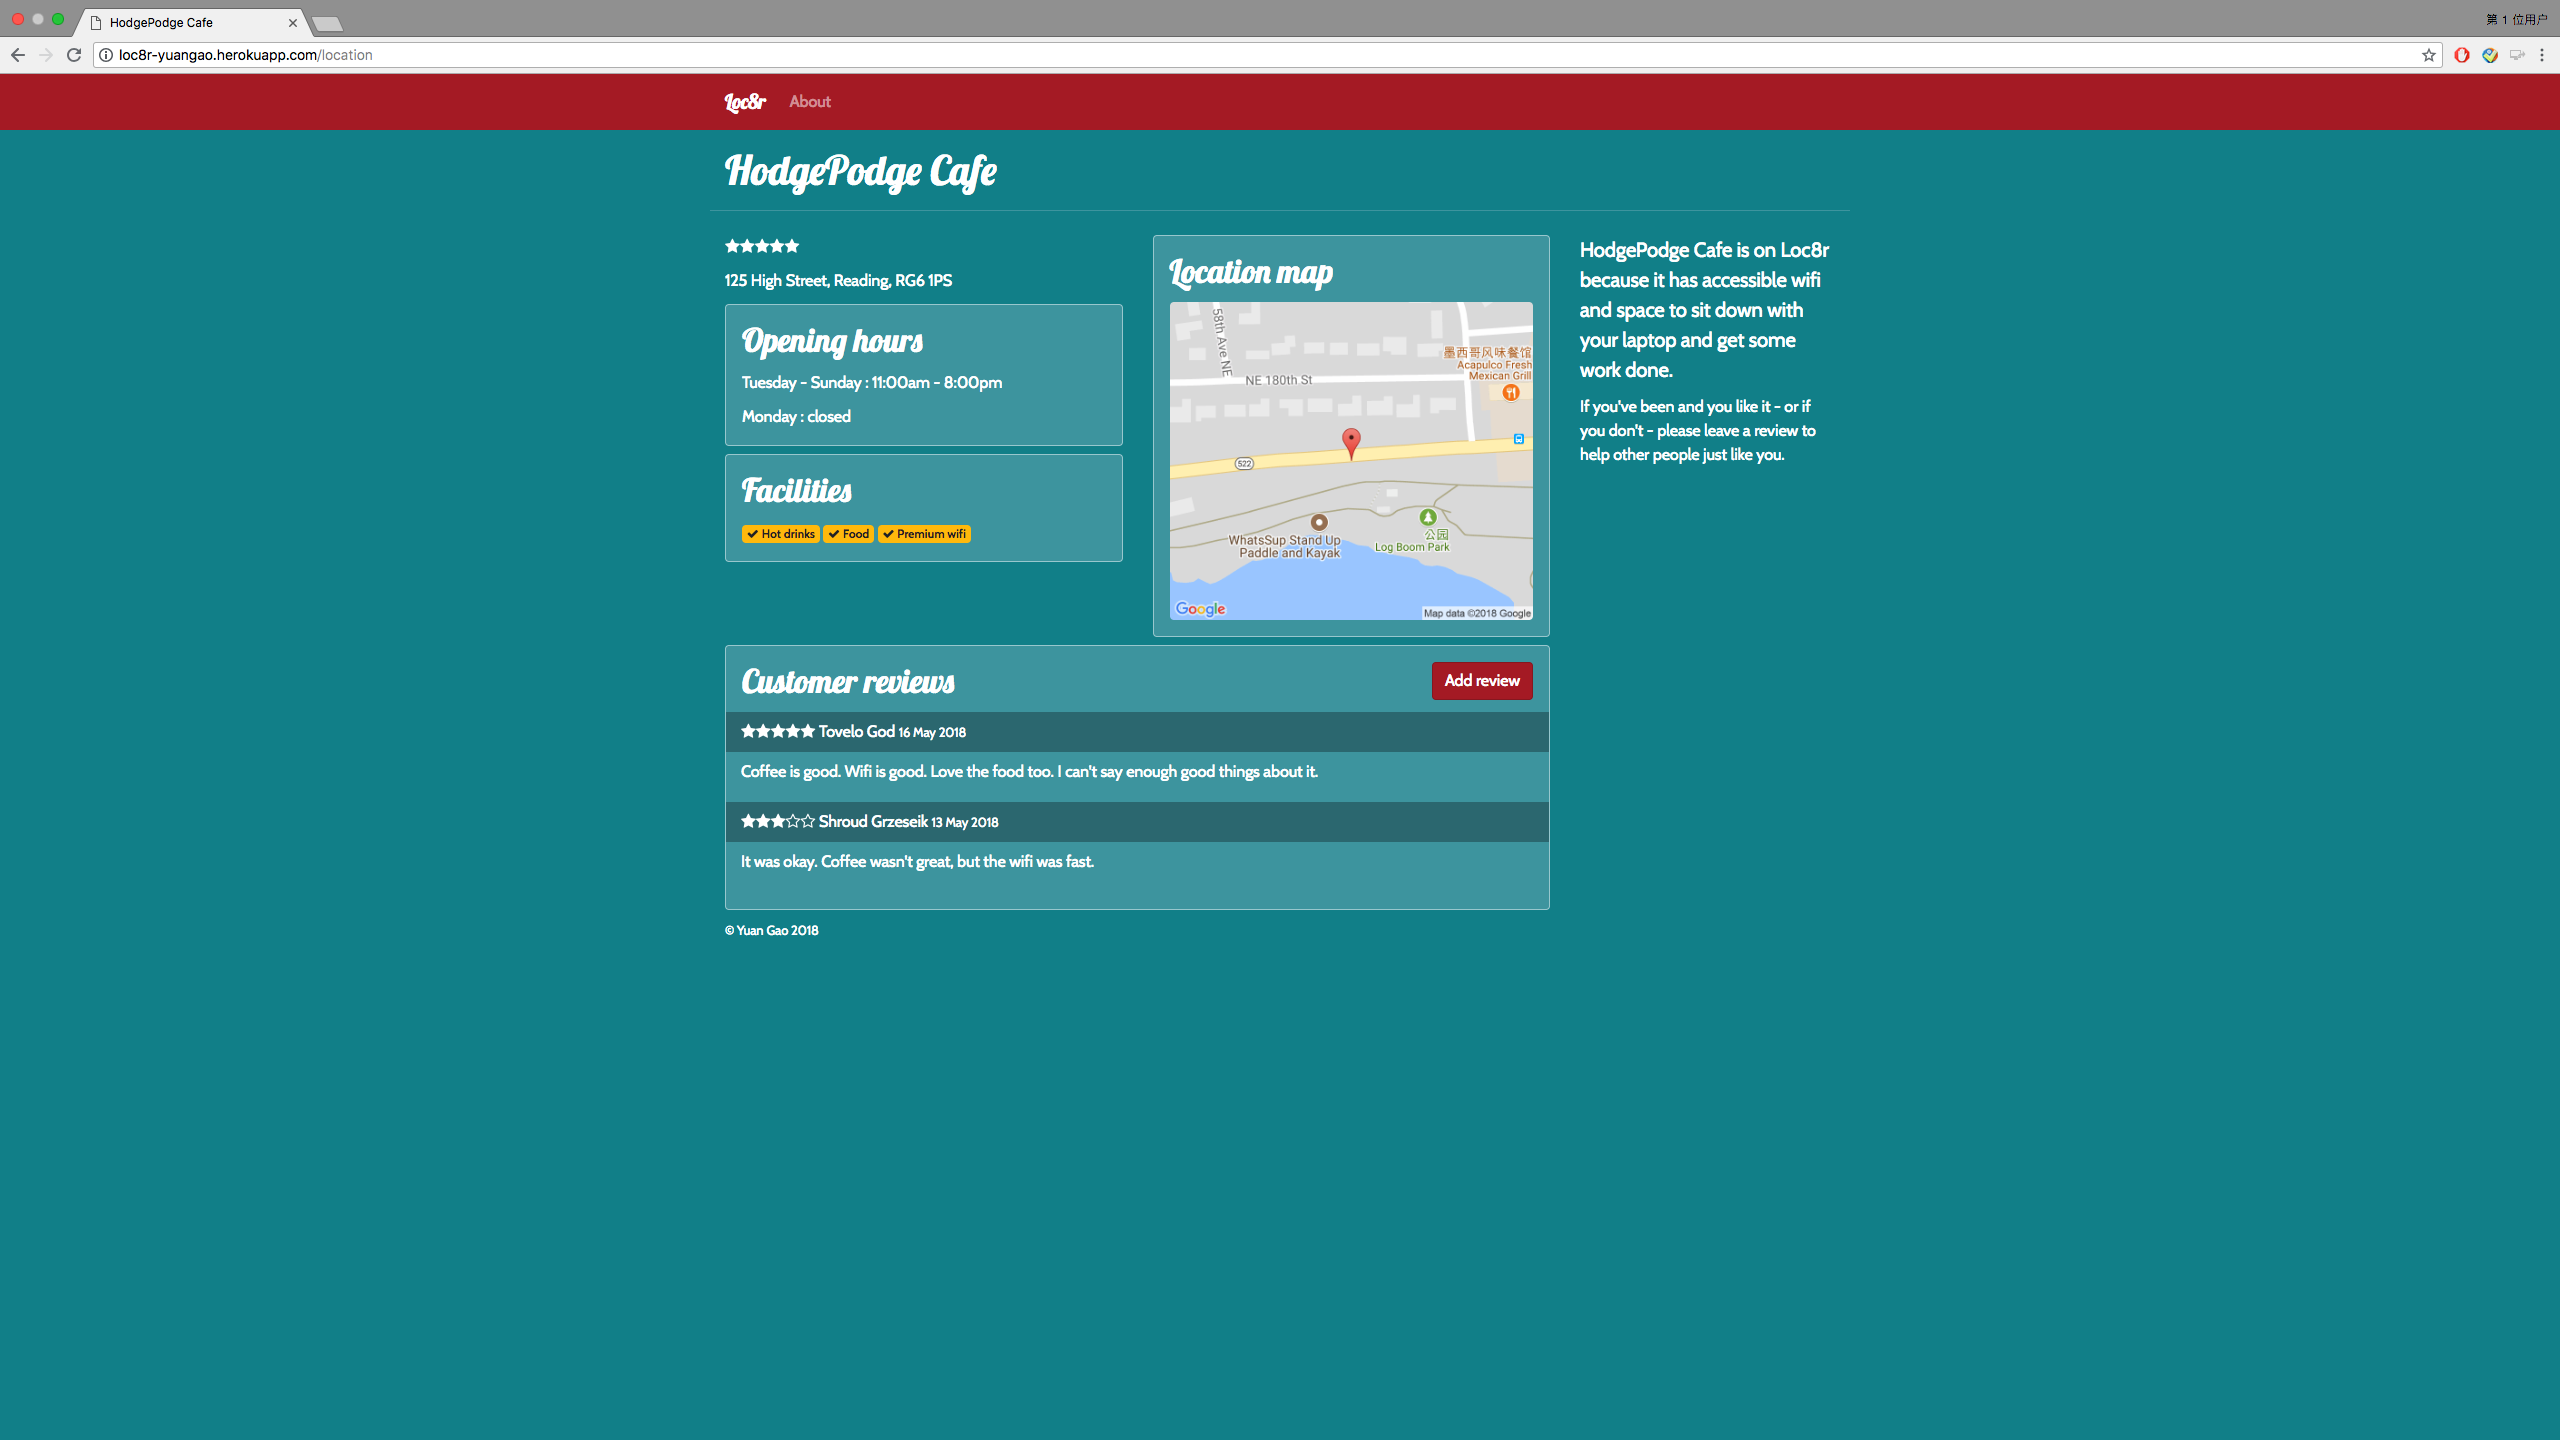 HodgePodge Cafe
第 1 位用户
loc8r-yuangao.herokuapp.com/location
Loc8r About
HodgePodge Cafe
125 High Street, Reading, RG6 1PS
Opening hours
Tuesday - Sunday : 11:00am - 8:00pm
Monday : closed
Facilities
Hot drinks Food Premium wifi
Location map
58th Ave NE
墨西哥风味餐馆
Acapulco Fresh
Mexican Grill
NE 180th St
522
WhatsSup Stand Up
Paddle and Kayak
公园
Log Boom Park
Google
Map data ©2018 Google
HodgePodge Cafe is on Loc8r
because it has accessible wifi
and space to sit down with
your laptop and get some
work done.
If you've been and you like it - or if
you don't - please leave a review to
help other people just like you.
Customer reviews
Add review
Tovelo God 16 May 2018
Coffee is good. Wifi is good. Love the food too. I can't say enough good things about it.
Shroud Grzeseik 13 May 2018
It was okay. Coffee wasn't great, but the wifi was fast.
© Yuan Gao 2018